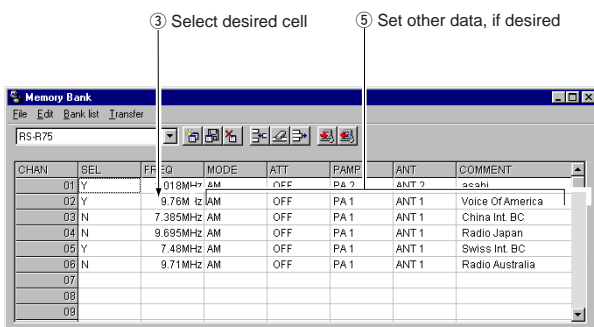 ③ Select desired cell ⑤ Set other data, if desired
Memory Bank
File Edit Bank list Transfer
RS-R75
CHAN SEL FREQ MODE ATT PAMP ANT COMMENT
01 Y 018MHz AM OFF PA 2 ANT 2 asahi
02 Y 9.76M Hz AM OFF PA 1 ANT 1 Voice Of America
03 N 7.385MHz AM OFF PA 1 ANT 1 China Int. BC
04 N 9.695MHz AM OFF PA 1 ANT 1 Radio Japan
05 Y 7.48MHz AM OFF PA 1 ANT 1 Swiss Int. BC
06 N 9.71MHz AM OFF PA 1 ANT 1 Radio Australia
07
08
09